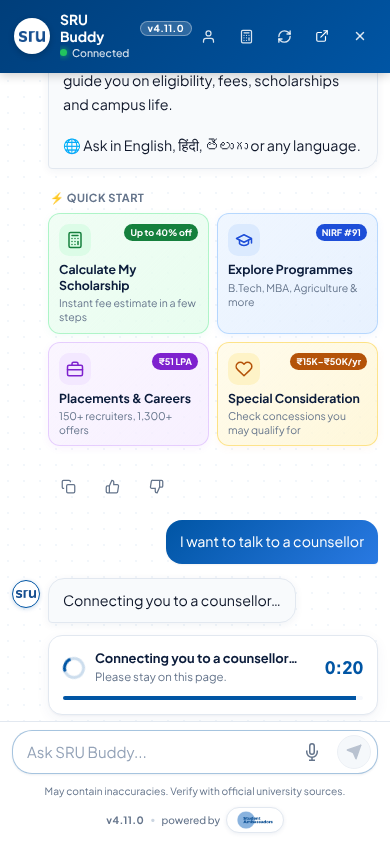 sru
SRU Buddy
v4.11.0
Connected
guide you on eligibility, fees, scholarships
and campus life.
🌐 Ask in English, हिंदी, తెలుగు or any language.
⚡ QUICK START
Up to 40% off
Calculate My
Scholarship
Instant fee estimate in a few
steps
NIRF #91
Explore Programmes
B.Tech, MBA, Agriculture &
more
₹51 LPA
Placements & Careers
150+ recruiters, 1,300+
offers
₹15K–₹50K/yr
Special Consideration
Check concessions you
may qualify for
I want to talk to a counsellor
sru
Connecting you to a counsellor...
Connecting you to a counsellor...
Please stay on this page.
0:20
Ask SRU Buddy...
May contain inaccuracies. Verify with official university sources.
v4.11.0 • powered by
Student
Ambassadors